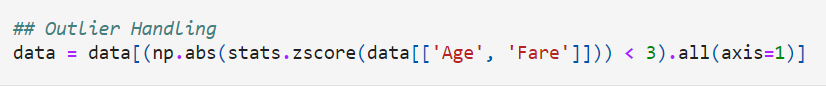 ## Outlier Handling
data = data[(np.abs(stats.zscore(data[['Age', 'Fare']])) < 3).all(axis=1)]